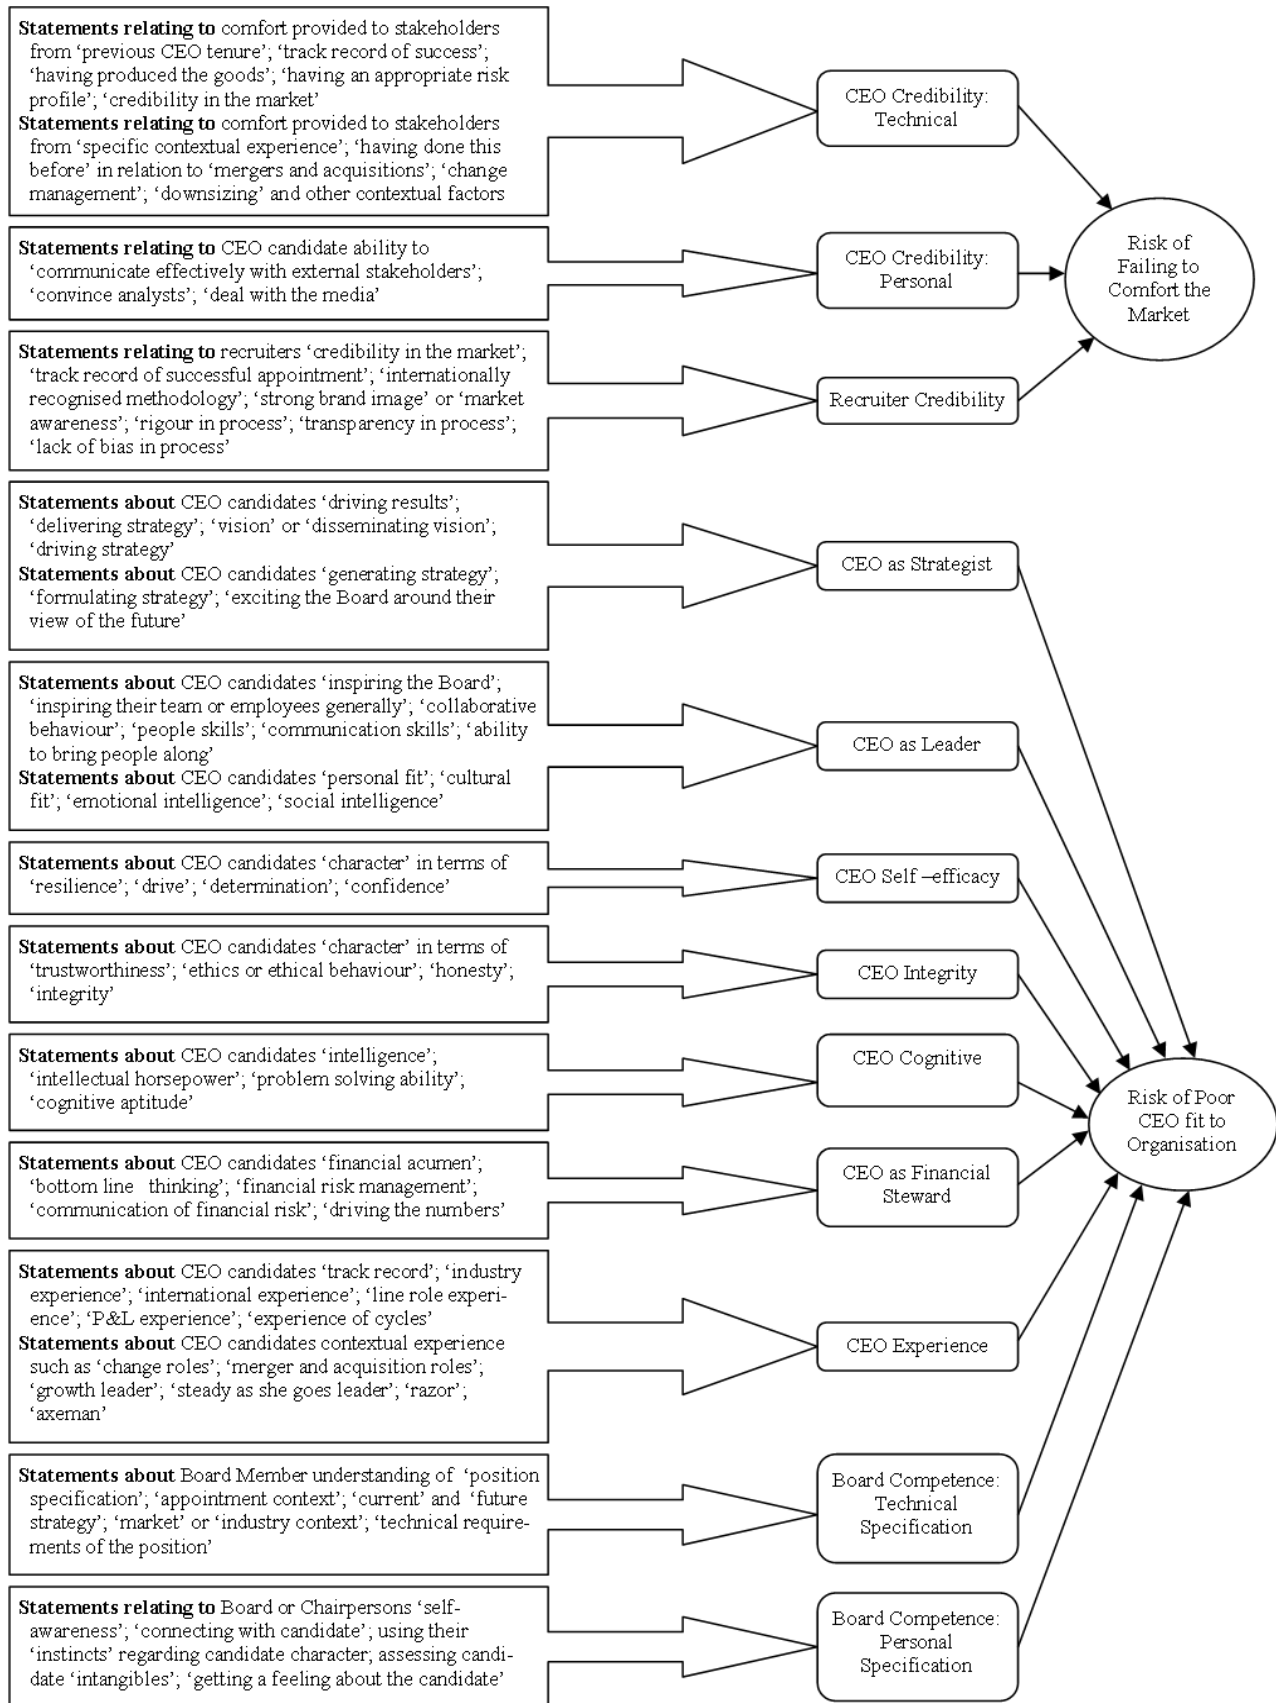 Statements relating to comfort provided to stakeholders
from ‘previous CEO tenure’; ‘track record of success’;
‘having produced the goods’; ‘having an appropriate risk
profile’; ‘credibility in the market’
Statements relating to comfort provided to stakeholders
from ‘specific contextual experience’; ‘having done this
before’ in relation to ‘mergers and acquisitions’; ‘change
management’; ‘downsizing’ and other contextual factors
CEO Credibility:
Technical
Statements relating to CEO candidate ability to
‘communicate effectively with external stakeholders’;
‘convince analysts’; ‘deal with the media’
CEO Credibility:
Personal
Risk of
Failing to
Comfort the
Market
Statements relating to recruiters ‘credibility in the market’;
‘track record of successful appointment’; ‘internationally
recognised methodology’; ‘strong brand image’ or ‘market
awareness’; ‘rigour in process’; ‘transparency in process’;
‘lack of bias in process’
Recruiter Credibility
Statements about CEO candidates ‘driving results’;
‘delivering strategy’; ‘vision’ or ‘disseminating vision’;
‘driving strategy’
Statements about CEO candidates ‘generating strategy’;
‘formulating strategy’; ‘exciting the Board around their
view of the future’
CEO as Strategist
Statements about CEO candidates ‘inspiring the Board’;
‘inspiring their team or employees generally’; ‘collaborative
behaviour’; ‘people skills’; ‘communication skills’; ‘ability
to bring people along’
Statements about CEO candidates ‘personal fit’; ‘cultural
fit’; ‘emotional intelligence’; ‘social intelligence’
CEO as Leader
Statements about CEO candidates ‘character’ in terms of
‘resilience’; ‘drive’; ‘determination’; ‘confidence’
CEO Self –efficacy
Statements about CEO candidates ‘character’ in terms of
‘trustworthiness’; ‘ethics or ethical behaviour’; ‘honesty’;
‘integrity’
CEO Integrity
Statements about CEO candidates ‘intelligence’;
‘intellectual horsepower’; ‘problem solving ability’;
‘cognitive aptitude’
CEO Cognitive
Risk of Poor
CEO fit to
Organisation
Statements about CEO candidates ‘financial acumen’;
‘bottom line thinking’; ‘financial risk management’;
‘communication of financial risk’; ‘driving the numbers’
CEO as Financial
Steward
Statements about CEO candidates ‘track record’; ‘industry
experience’; ‘international experience’; ‘line role experi-
ence’; ‘P&L experience’; ‘experience of cycles’
Statements about CEO candidates contextual experience
such as ‘change roles’; ‘merger and acquisition roles’;
‘growth leader’; ‘steady as she goes leader’; ‘razor’;
‘axeman’
CEO Experience
Statements about Board Member understanding of ‘position
specification’; ‘appointment context’; ‘current’ and ‘future
strategy’; ‘market’ or ‘industry context’; ‘technical require-
ments of the position’
Board Competence:
Technical
Specification
Statements relating to Board or Chairpersons ‘self-
awareness’; ‘connecting with candidate’; using their
‘instincts’ regarding candidate character; assessing candi-
date ‘intangibles’; ‘getting a feeling about the candidate’
Board Competence:
Personal
Specification